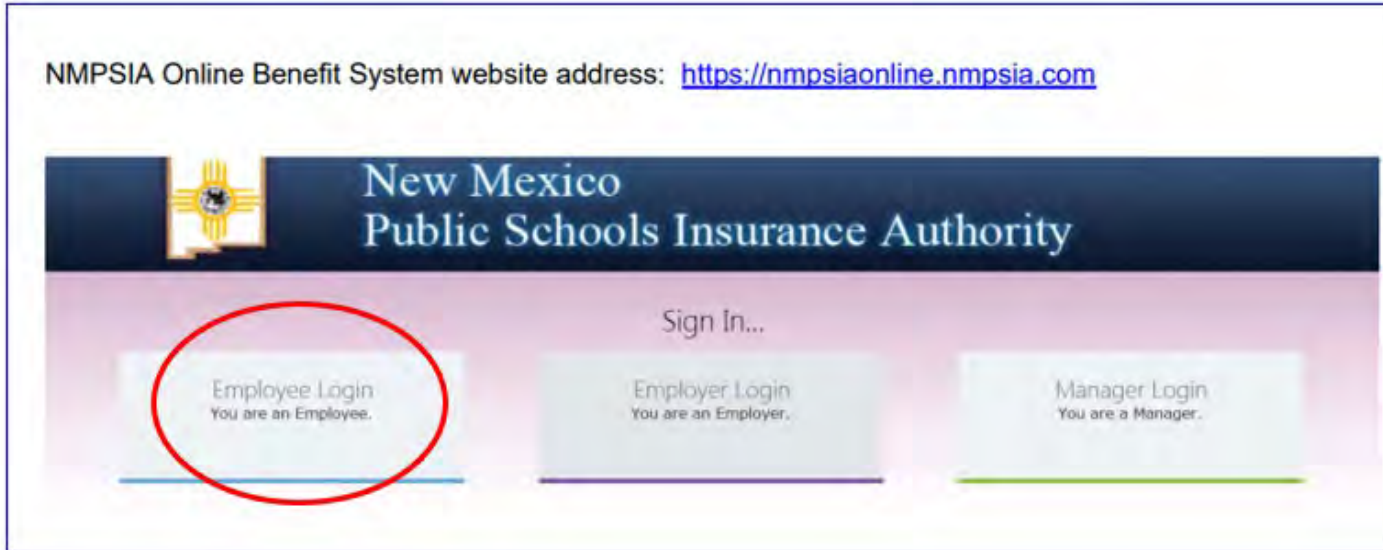 NMPSIA Online Benefit System website address: https://nmpsiaonline.nmpsia.com
New Mexico
Public Schools Insurance Authority
Sign In...
Employee Login
You are an Employee.
Employer Login
You are an Employer.
Manager Login
You are a Manager.